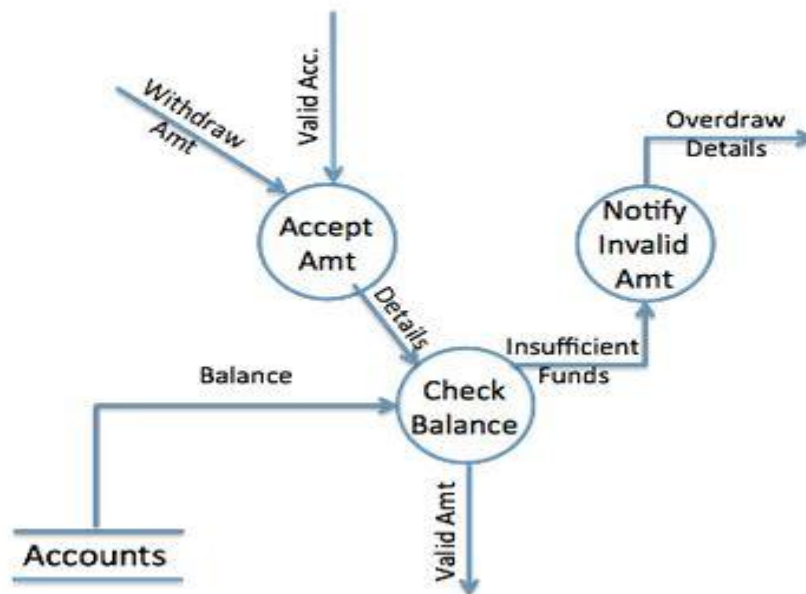 Valid Acc.
Withdraw
Amt
Overdraw
Details
Accept
Amt
Notify
Invalid
Amt
Details
Insufficient
Funds
Balance
Check
Balance
Valid Amt
Accounts